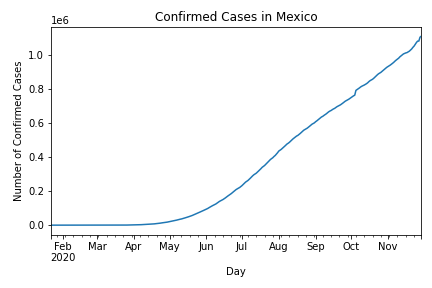 Confirmed Cases in Mexico
1e6
1.0
0.8
0.6
0.4
0.2
0.0
Number of Confirmed Cases
Feb Mar Apr May Jun Jul Aug Sep Oct Nov
2020
Day